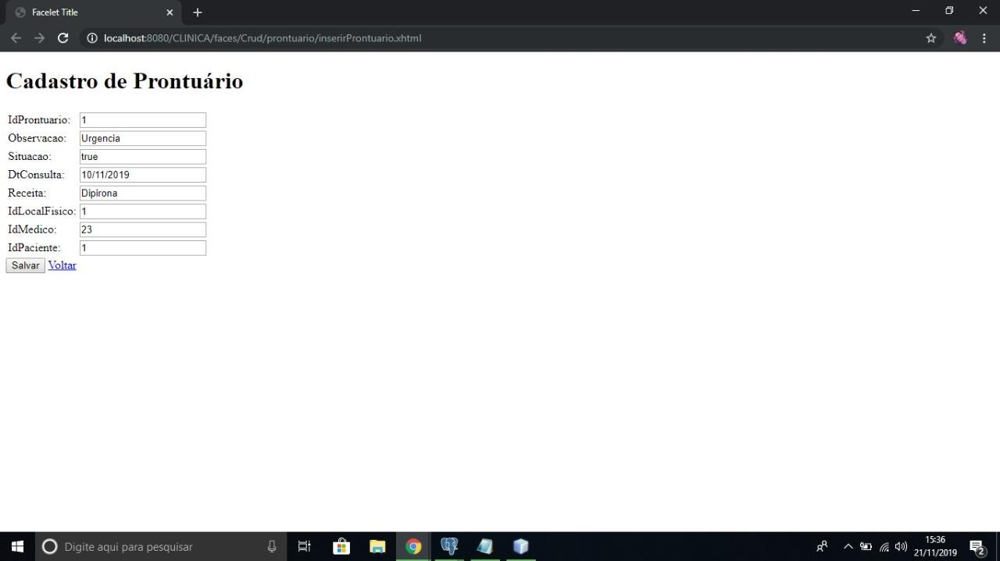 Facelet Title
localhost:8080/CLINICA/faces/Crud/prontuario/inserirProntuario.xhtml
Cadastro de Prontuário
IdProntuario: 1
Observacao: Urgencia
Situacao: true
DtConsulta: 10/11/2019
Receita: Dipirona
IdLocalFisico: 1
IdMedico: 23
IdPaciente: 1
Salvar Voltar
Digite aqui para pesquisar
15:36
21/11/2019
2